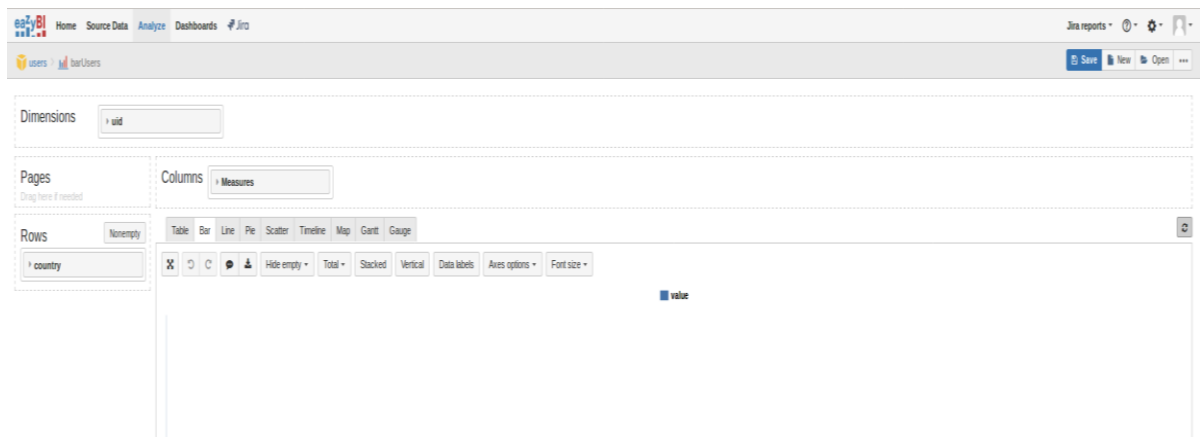 eazyBI Home Source Data Analyze Dashboards Jira Jira reports
users barUsers Save New Open
Dimensions uid
Pages
Drag here if needed
Columns Measures
Rows Nonempty
country
Table Bar Line Pie Scatter Timeline Map Gantt Gauge
Hide empty Total Stacked Vertical Data labels Axes options Font size
value